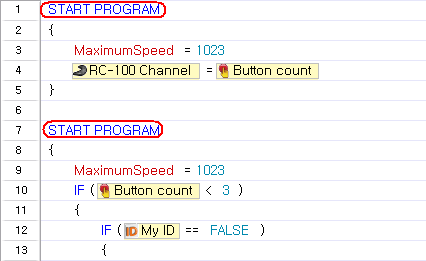 1 START PROGRAM
2 {
3 MaximumSpeed = 1023
4 RC-100 Channel = Button count
5 }
6
7 START PROGRAM
8 {
9 MaximumSpeed = 1023
10 IF ( Button count < 3 )
11 {
12 IF ( ID My ID == FALSE )
13 {